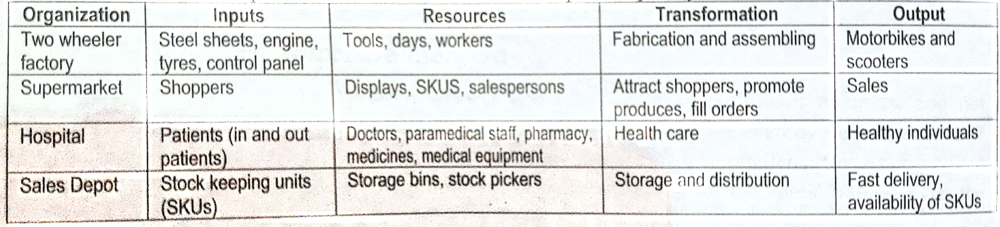 Organization Inputs Resources Transformation Output
Two wheeler factory Steel sheets, engine, tyres, control panel Tools, days, workers Fabrication and assembling Motorbikes and scooters
Supermarket Shoppers Displays, SKUS, salespersons Attract shoppers, promote produces, fill orders Sales
Hospital Patients (in and out patients) Doctors, paramedical staff, pharmacy, medicines, medical equipment Health care Healthy individuals
Sales Depot Stock keeping units (SKUs) Storage bins, stock pickers Storage and distribution Fast delivery, availability of SKUs